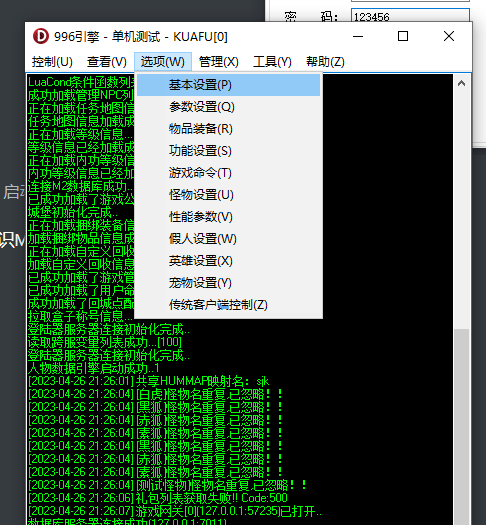 密 码: 123456
996引擎 - 单机测试 - KUAFU[0]
控制(U) 查看(V) 选项(W) 管理(X) 工具(Y) 帮助(Z)
基本设置(P)
参数设置(Q)
物品装备(R)
功能设置(S)
游戏命令(T)
怪物设置(U)
性能参数(V)
假人设置(W)
英雄设置(X)
宠物设置(Y)
传统客户端控制(Z)
启动
识M
LuaCond条件函数列
成功加载管理NPC列
正在加载任务地图信
任务地图信息加载成
正在加载等级信息...
等级信息已经加载成
正在加载内功等级信
内功等级信息已经加
连接M2数据库成功..
已成功加载了游戏公
城堡初始化完成..
正在加载捆绑装备信
加载捆绑物品信息成
正在加载自定义回收
加载自定义回收信息
已成功加载了游戏管
已成功加载了用户命
成功加载了回城点配
拉取盒子称号信息...
登陆器服务器连接初始化完成..
读取跨服变量列表成功..[100]
登陆器服务器连接初始化完成..
人物数据引擎启动成功..1
[2023-04-26 21:26:01] 共享HUMMAP映射名：sjk
[2023-04-26 21:26:04] [白虎]怪物名重复,已忽略！！
[2023-04-26 21:26:04] [黑狐]怪物名重复,已忽略！！
[2023-04-26 21:26:04] [赤狐]怪物名重复,已忽略！！
[2023-04-26 21:26:04] [素狐]怪物名重复,已忽略！！
[2023-04-26 21:26:04] [黑狐]怪物名重复,已忽略！！
[2023-04-26 21:26:04] [赤狐]怪物名重复,已忽略！！
[2023-04-26 21:26:04] [素狐]怪物名重复,已忽略！！
[2023-04-26 21:26:04] [测试怪物]怪物名重复,已忽略！！
[2023-04-26 21:26:06] 礼包列表获取失败!! Code:500
[2023-04-26 21:26:07] 游戏网关[0](127.0.0.1:57235)已打开..
数据库服务器连接成功(127.0.0.1:7011)